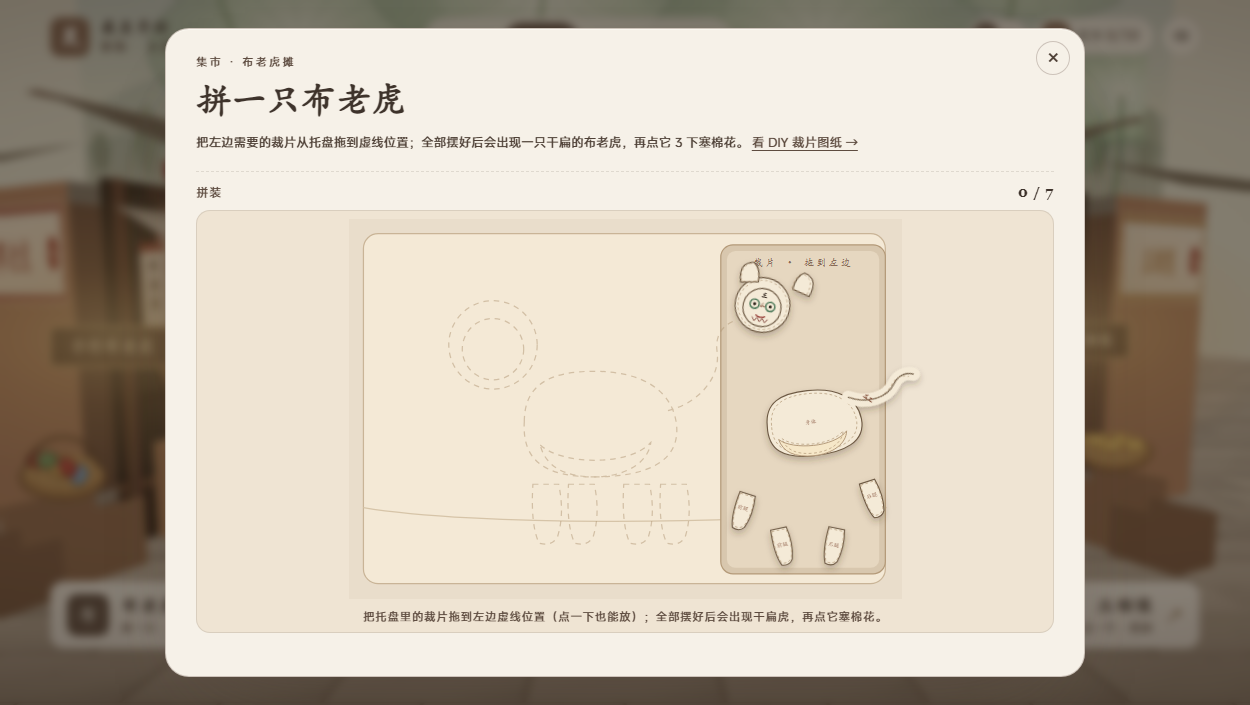 集市 · 布老虎摊
拼一只布老虎
把左边需要的裁片从托盘拖到虚线位置；全部摆好后会出现一只干扁的布老虎，再点它 3 下塞棉花。 看 DIY 裁片图纸 →
拼装
0 / 7
裁片 · 拖到左边
把托盘里的裁片拖到左边虚线位置（点一下也能放）；全部摆好后会出现干扁虎，再点它塞棉花。